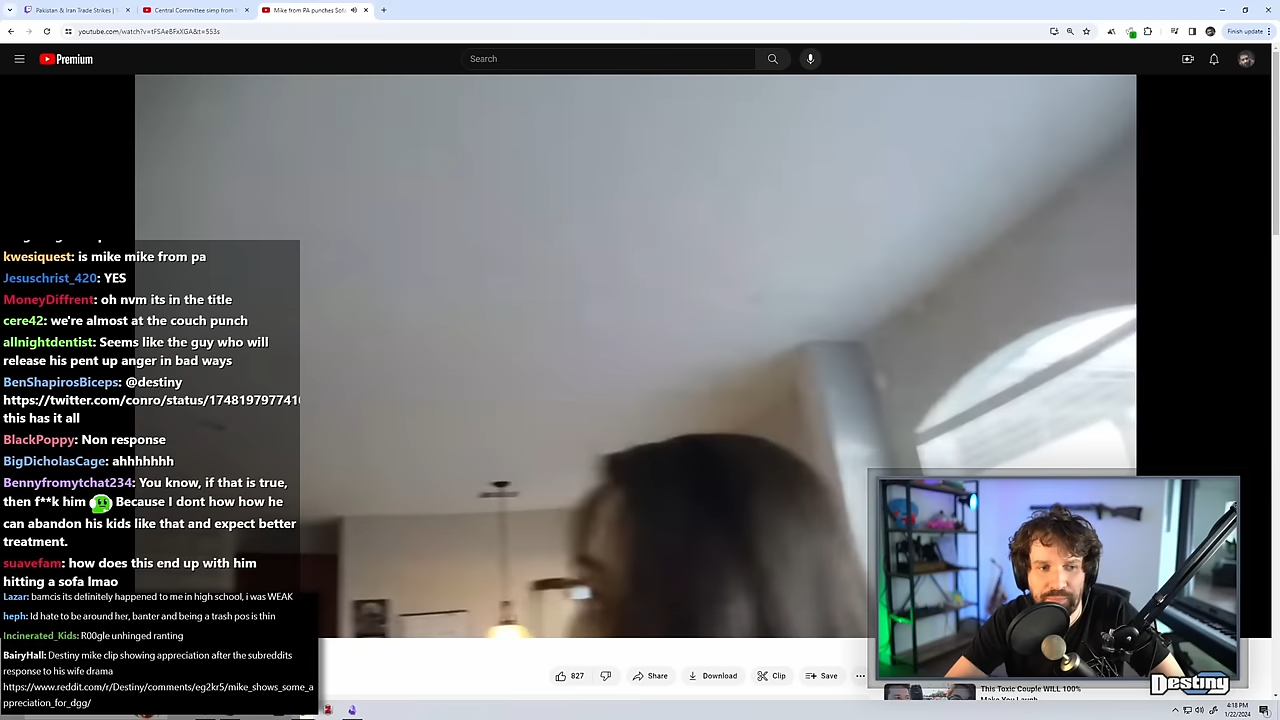 Pakistan & Iran Trade Strikes |
Central Committee simp from
Mike from PA punches Sofa
youtube.com/watch?v=tFSAeBFxXGA&t=553s
Finish update
Premium
Search
kwesiquest: is mike mike from pa
Jesuschrist_420: YES
MoneyDiffrent: oh nvm its in the title
cere42: we're almost at the couch punch
allnightdentist: Seems like the guy who will
release his pent up anger in bad ways
BenShapirosBiceps: @destiny
https://twitter.com/conro/status/174819797741
this has it all
BlackPoppy: Non response
BigDicholasCage: ahhhhhhh
Bennyfromytchat234: You know, if that is true,
then f**k him Because I dont how how he
can abandon his kids like that and expect better
treatment.
suavefam: how does this end up with him
hitting a sofa lmao
Lazar: bamcis its definitely happened to me in high school, i was WEAK
heph: Id hate to be around her, banter and being a trash pos is thin
Incinerated_Kids: R00gle unhinged ranting
BairyHall: Destiny mike clip showing appreciation after the subreddits
response to his wife drama
https://www.reddit.com/r/Destiny/comments/eg2kr5/mike_shows_some_a
ppreciation_for_dgg/
827
Share
Download
Clip
Save
This Toxic Couple WILL 100%
Destiny
4:18 PM
1/22/2024